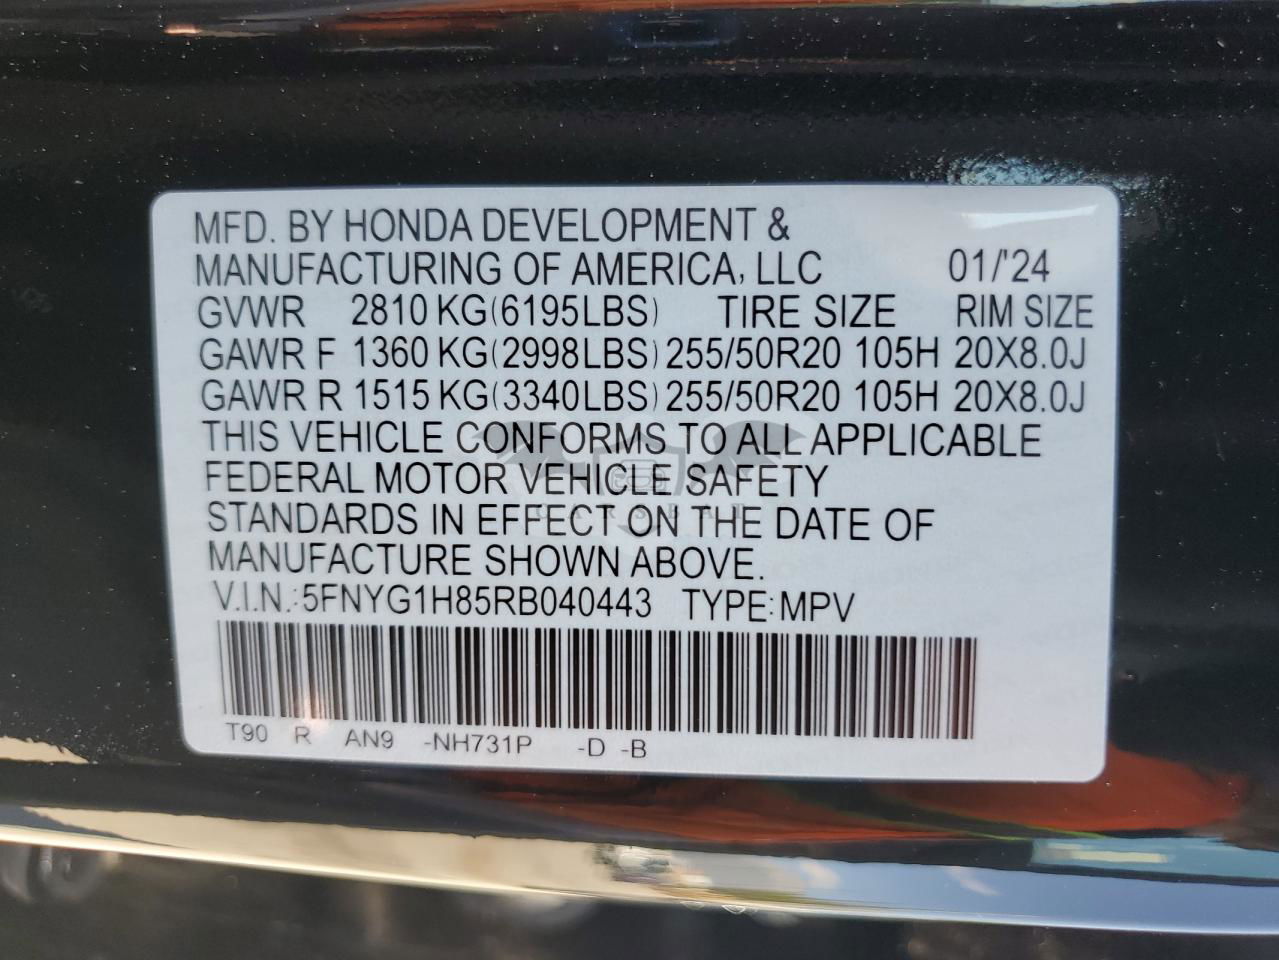 MFD. BY HONDA DEVELOPMENT &
MANUFACTURING OF AMERICA, LLC 01/'24
GVWR 2810 KG(6195LBS) TIRE SIZE RIM SIZE
GAWR F 1360 KG(2998LBS) 255/50R20 105H 20X8.0J
GAWR R 1515 KG(3340LBS) 255/50R20 105H 20X8.0J
THIS VEHICLE CONFORMS TO ALL APPLICABLE
FEDERAL MOTOR VEHICLE SAFETY
STANDARDS IN EFFECT ON THE DATE OF
MANUFACTURE SHOWN ABOVE.
V.I.N.:5FNYG1H85RB040443 TYPE:MPV
T90 R AN9 -NH731P -D -B